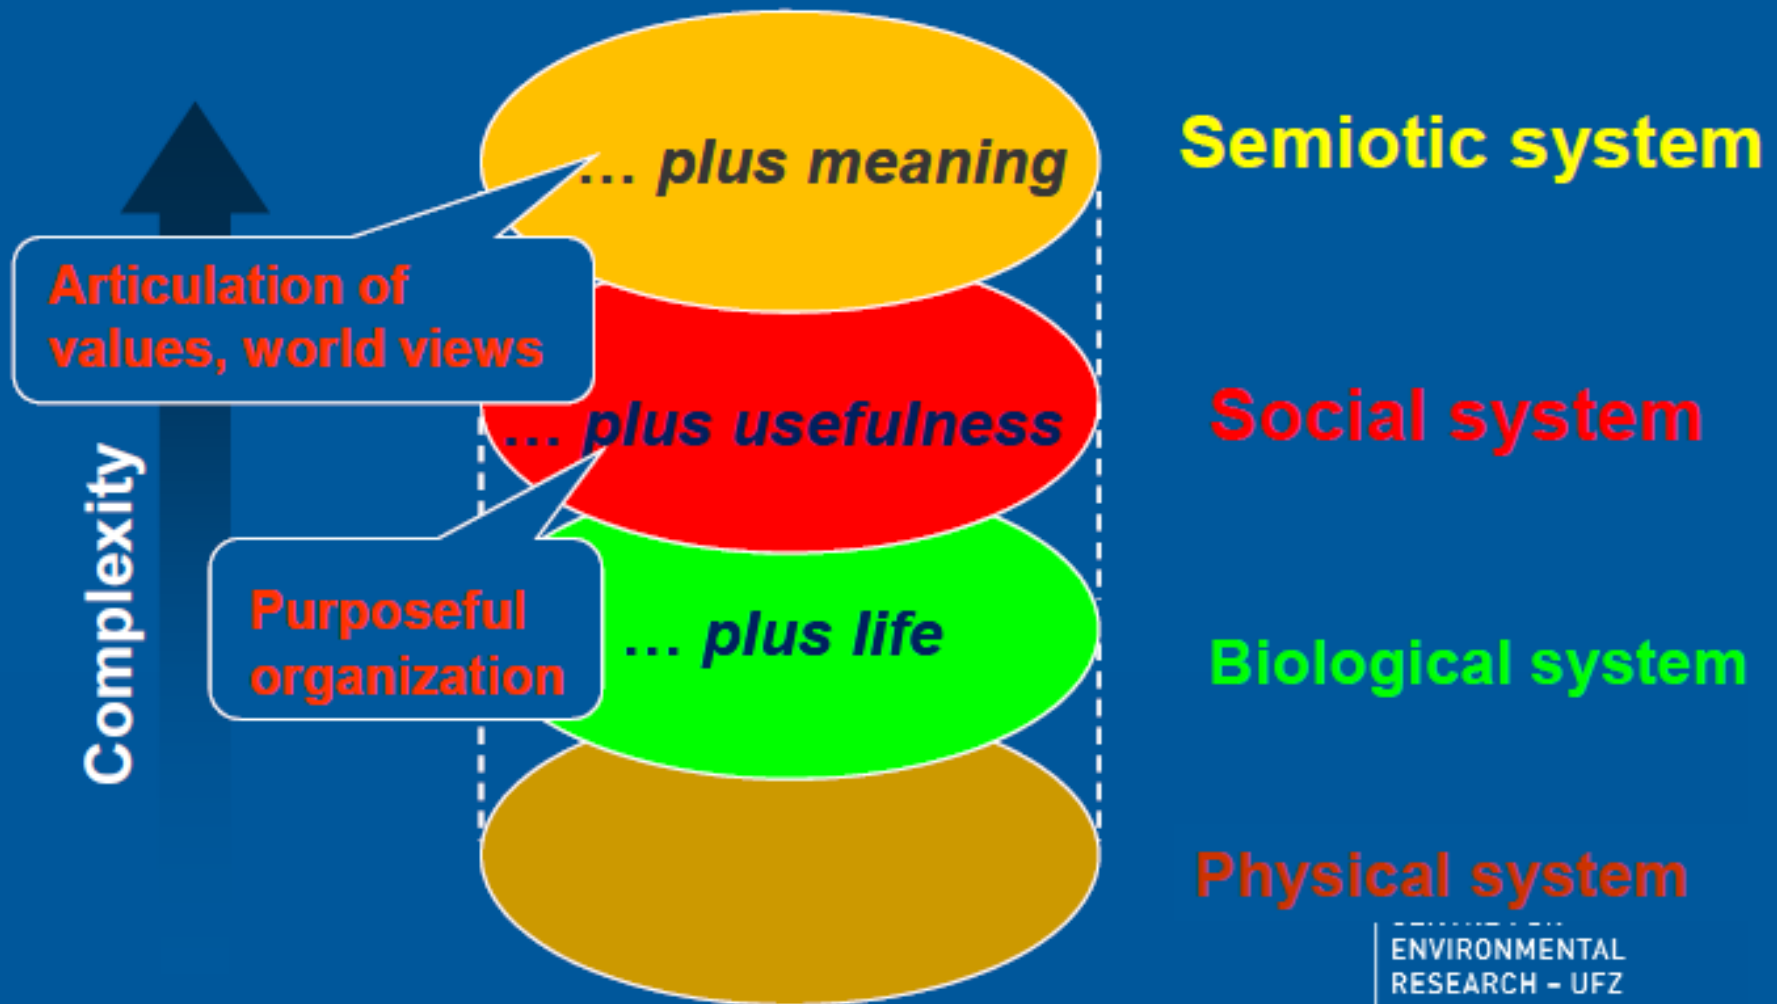 … plus meaning
Semiotic system
Articulation of
values, world views
… plus usefulness
Social system
Complexity
Purposeful
organization
… plus life
Biological system
Physical system
ENVIRONMENTAL
RESEARCH – UFZ